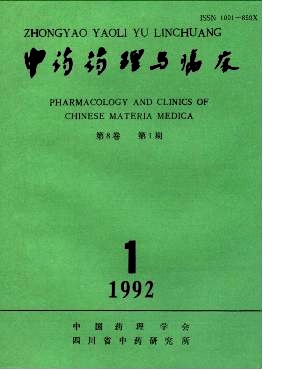 ISSN 1001-859X
ZHONGYAO YAOLI YU LINCHUANG
中药药理与临床
PHARMACOLOGY AND CLINICS OF
CHINESE MATERIA MEDICA
第8卷 第1期
1
1992
中国药理学会
四川省中药研究所